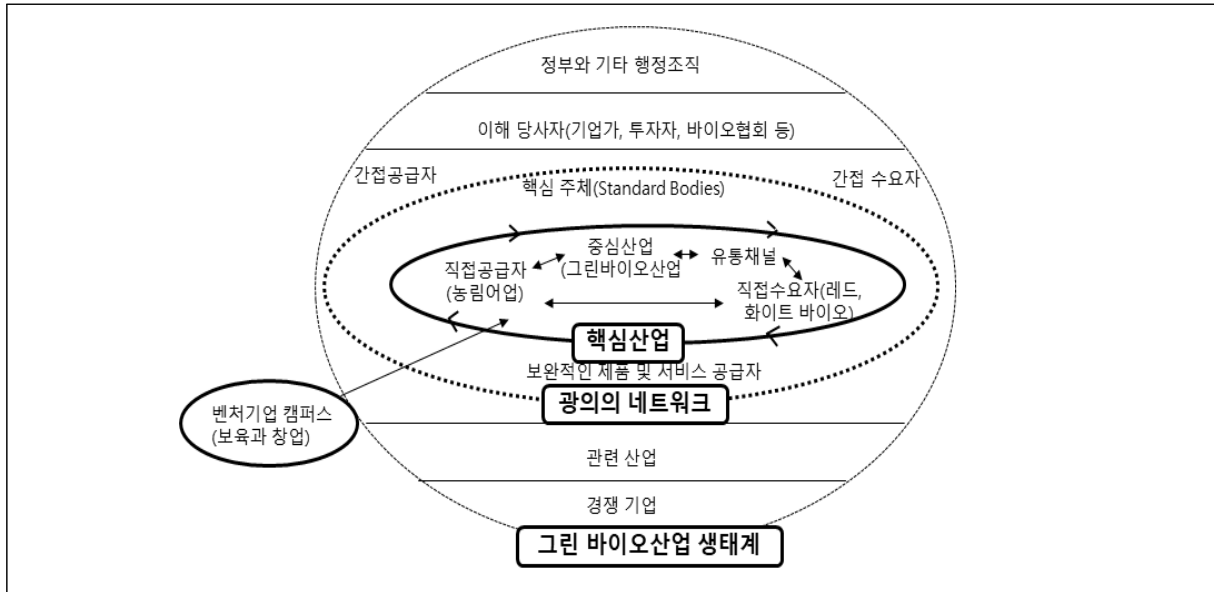 정부와 기타 행정조직
이해 당사자(기업가, 투자자, 바이오협회 등)
간접공급자
간접 수요자
핵심 주체(Standard Bodies)
중심산업
(그린바이오산업
유통채널
직접공급자
(농림어업)
직접수요자(레드,
화이트 바이오)
핵심산업
보완적인 제품 및 서비스 공급자
광의의 네트워크
벤처기업 캠퍼스
(보육과 창업)
관련 산업
경쟁 기업
그린 바이오산업 생태계